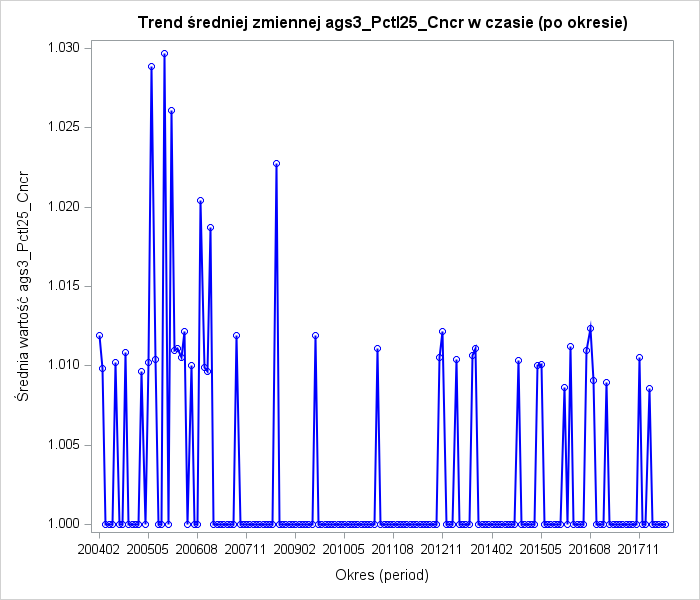 Trend średniej zmiennej ags3_Pctl25_Cncr w czasie (po okresie)
Średnia wartość ags3_Pctl25_Cncr
1.030
1.025
1.020
1.015
1.010
1.005
1.000
200402 200505 200608 200711 200902 201005 201108 201211 201402 201505 201608 201711
Okres (period)